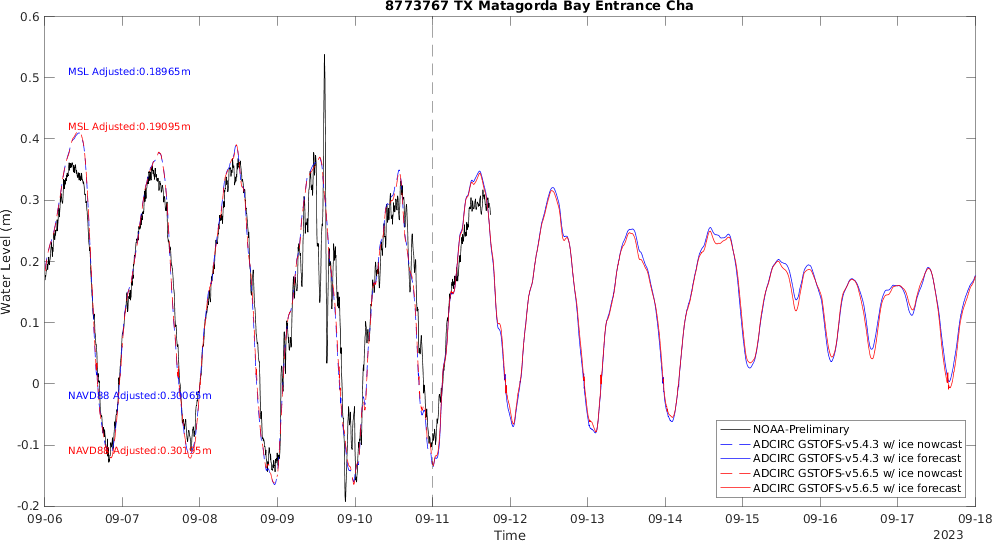 8773767 TX Matagorda Bay Entrance Cha
0.6
0.5
0.4
0.3
0.2
0.1
0
-0.1
-0.2
Water Level (m)
MSL Adjusted:0.18965m
MSL Adjusted:0.19095m
NAVD88 Adjusted:0.30065m
NAVD88 Adjusted:0.30195m
NOAA-Preliminary
ADCIRC GSTOFS-v5.4.3 w/ ice nowcast
ADCIRC GSTOFS-v5.4.3 w/ ice forecast
ADCIRC GSTOFS-v5.6.5 w/ ice nowcast
ADCIRC GSTOFS-v5.6.5 w/ ice forecast
09-06 09-07 09-08 09-09 09-10 09-11 09-12 09-13 09-14 09-15 09-16 09-17 09-18
Time
2023